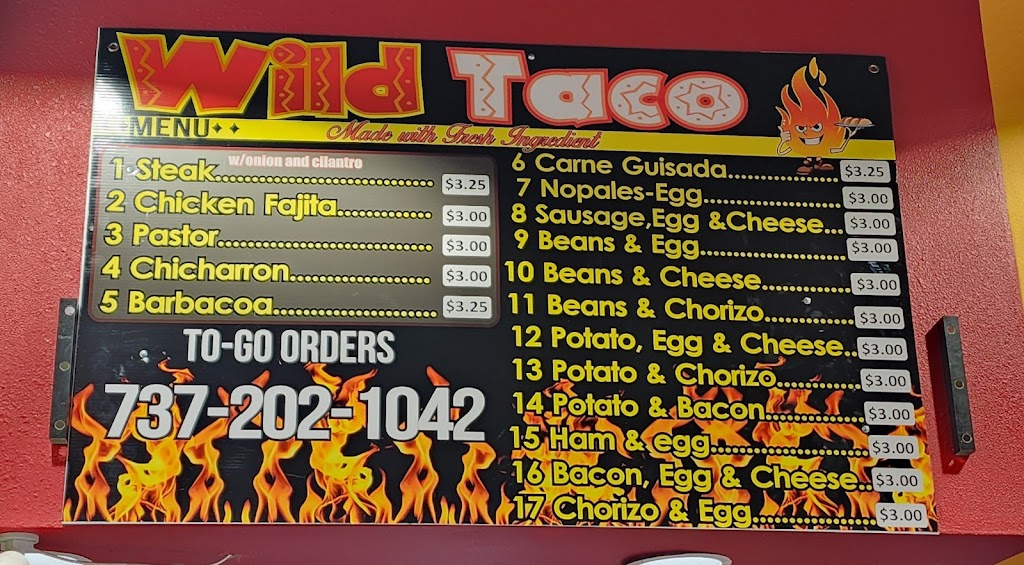 Wild Taco
MENU
Made with Fresh Ingredient
w/onion and cilantro
1 Steak........................ $3.25
2 Chicken Fajita............ $3.00
3 Pastor........................ $3.00
4 Chicharron.................. $3.00
5 Barbacoa................... $3.25
TO-GO ORDERS
737-202-1042
6 Carne Guisada............. $3.25
7 Nopales-Egg............... $3.00
8 Sausage,Egg &Cheese... $3.00
9 Beans & Egg............... $3.00
10 Beans & Cheese.......... $3.00
11 Beans & Chorizo.......... $3.00
12 Potato, Egg & Cheese.. $3.00
13 Potato & Chorizo.......... $3.00
14 Potato & Bacon........... $3.00
15 Ham & egg................. $3.00
16 Bacon, Egg & Cheese.. $3.00
17 Chorizo & Egg............. $3.00